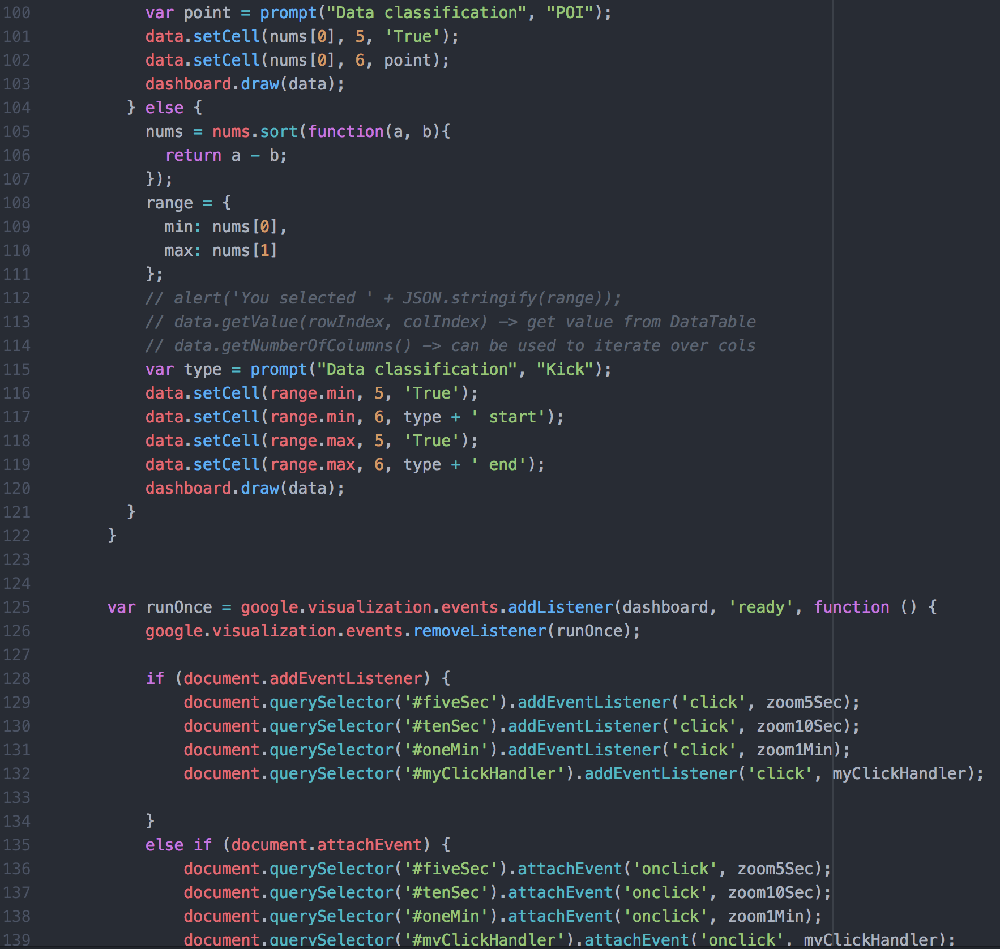 100 var point = prompt("Data classification", "POI");
101 data.setCell(nums[0], 5, 'True');
102 data.setCell(nums[0], 6, point);
103 dashboard.draw(data);
104 } else {
105 nums = nums.sort(function(a, b){
106 return a - b;
107 });
108 range = {
109 min: nums[0],
110 max: nums[1]
111 };
112 // alert('You selected ' + JSON.stringify(range));
113 // data.getValue(rowIndex, colIndex) -> get value from DataTable
114 // data.getNumberOfColumns() -> can be used to iterate over cols
115 var type = prompt("Data classification", "Kick");
116 data.setCell(range.min, 5, 'True');
117 data.setCell(range.min, 6, type + ' start');
118 data.setCell(range.max, 5, 'True');
119 data.setCell(range.max, 6, type + ' end');
120 dashboard.draw(data);
121 }
122 }
123
124
125 var runOnce = google.visualization.events.addListener(dashboard, 'ready', function () {
126 google.visualization.events.removeListener(runOnce);
127
128 if (document.addEventListener) {
129 document.querySelector('#fiveSec').addEventListener('click', zoom5Sec);
130 document.querySelector('#tenSec').addEventListener('click', zoom10Sec);
131 document.querySelector('#oneMin').addEventListener('click', zoom1Min);
132 document.querySelector('#myClickHandler').addEventListener('click', myClickHandler);
133
134 }
135 else if (document.attachEvent) {
136 document.querySelector('#fiveSec').attachEvent('onclick', zoom5Sec);
137 document.querySelector('#tenSec').attachEvent('onclick', zoom10Sec);
138 document.querySelector('#oneMin').attachEvent('onclick', zoom1Min);
139 document.querySelector('#myClickHandler').attachEvent('onclick', myClickHandler);